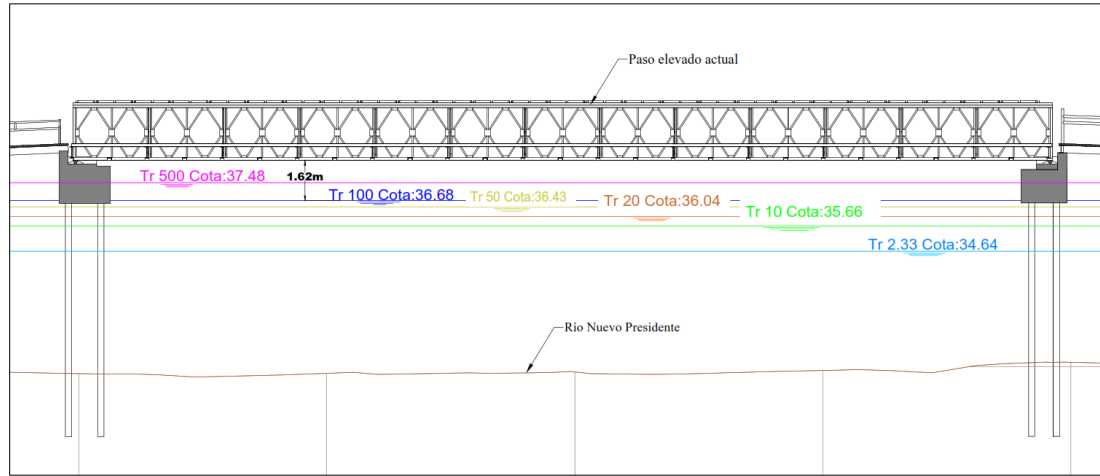 Paso elevado actual
Tr 500 Cota:37.48
1.62m
Tr 100 Cota:36.68
Tr 50 Cota:36.43
Tr 20 Cota:36.04
Tr 10 Cota:35.66
Tr 2.33 Cota:34.64
Río Nuevo Presidente